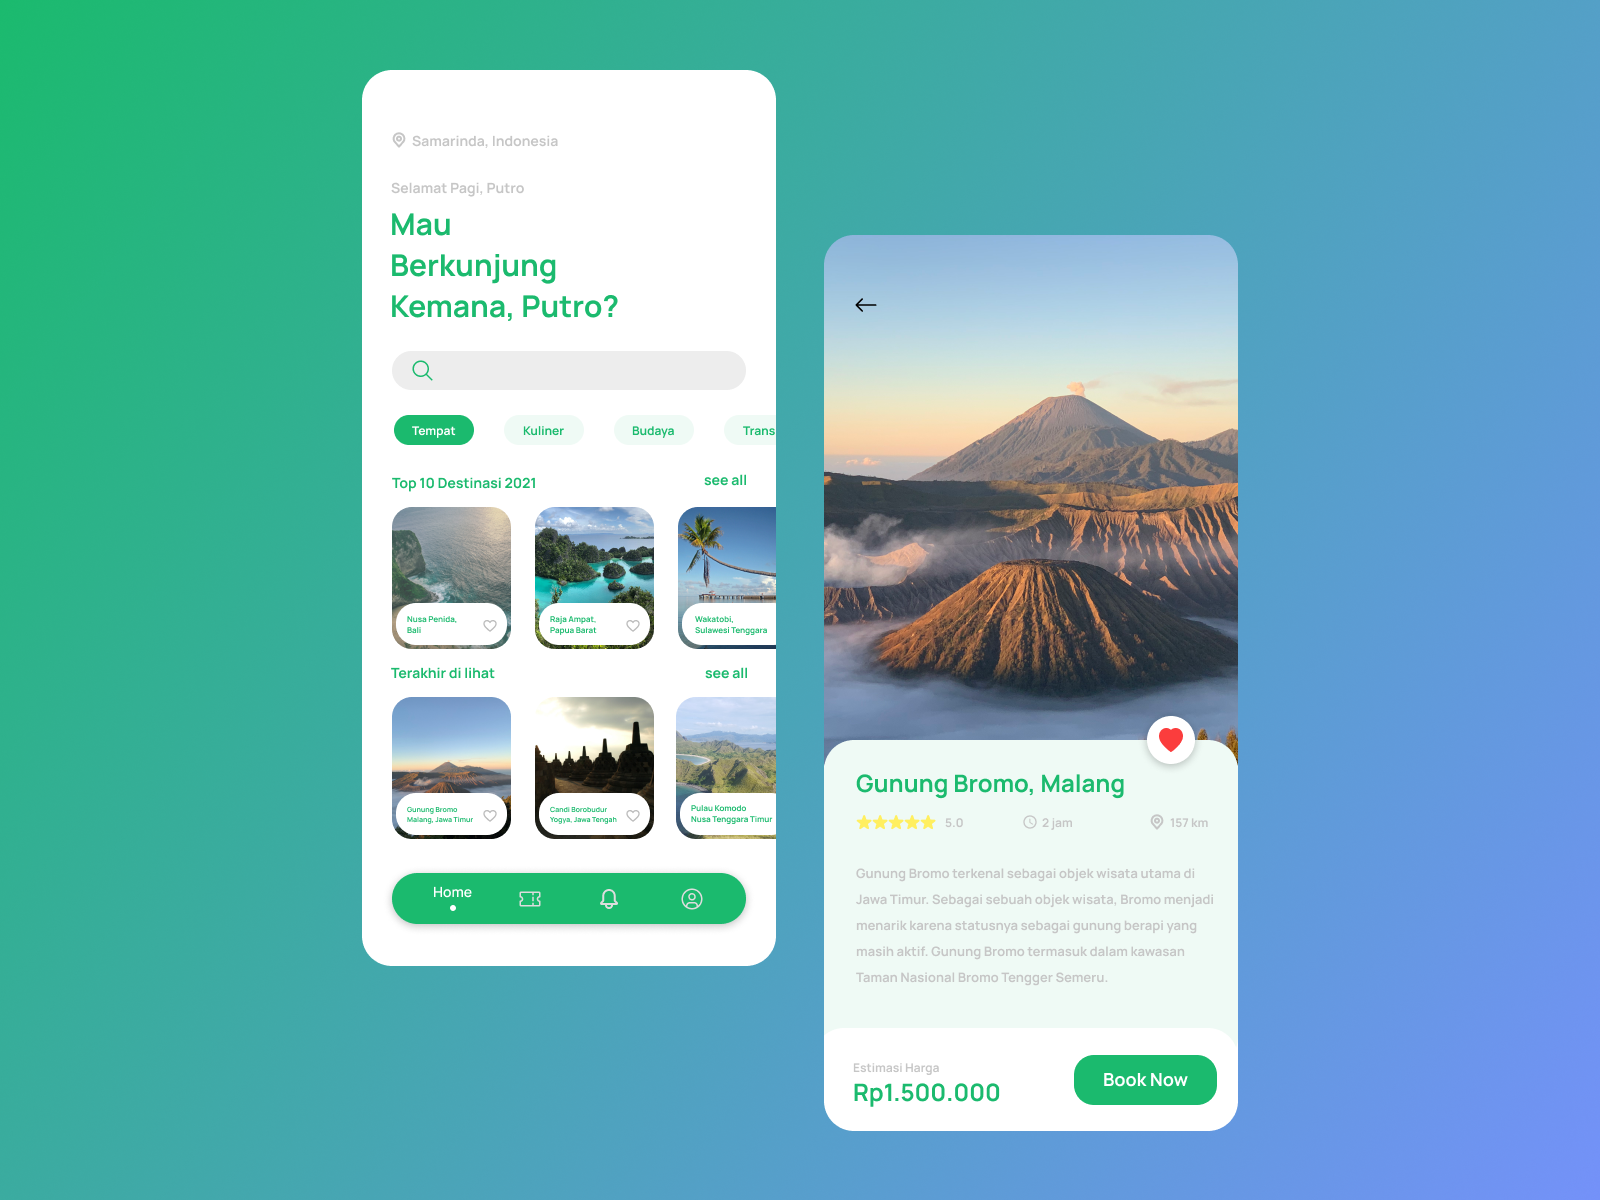 Samarinda, Indonesia
Selamat Pagi, Putro
Mau
Berkunjung
Kemana, Putro?
Tempat
Kuliner
Budaya
Trans
Top 10 Destinasi 2021
see all
Nusa Penida,
Bali
Raja Ampat,
Papua Barat
Wakatobi,
Sulawesi Tenggara
Terakhir di lihat
see all
Gunung Bromo
Malang, Jawa Timur
Candi Borobudur
Yogya, Jawa Tengah
Pulau Komodo
Nusa Tenggara Timur
Home
Gunung Bromo, Malang
5.0
2 jam
157 km
Gunung Bromo terkenal sebagai objek wisata utama di
Jawa Timur. Sebagai sebuah objek wisata, Bromo menjadi
menarik karena statusnya sebagai gunung berapi yang
masih aktif. Gunung Bromo termasuk dalam kawasan
Taman Nasional Bromo Tengger Semeru.
Estimasi Harga
Rp1.500.000
Book Now